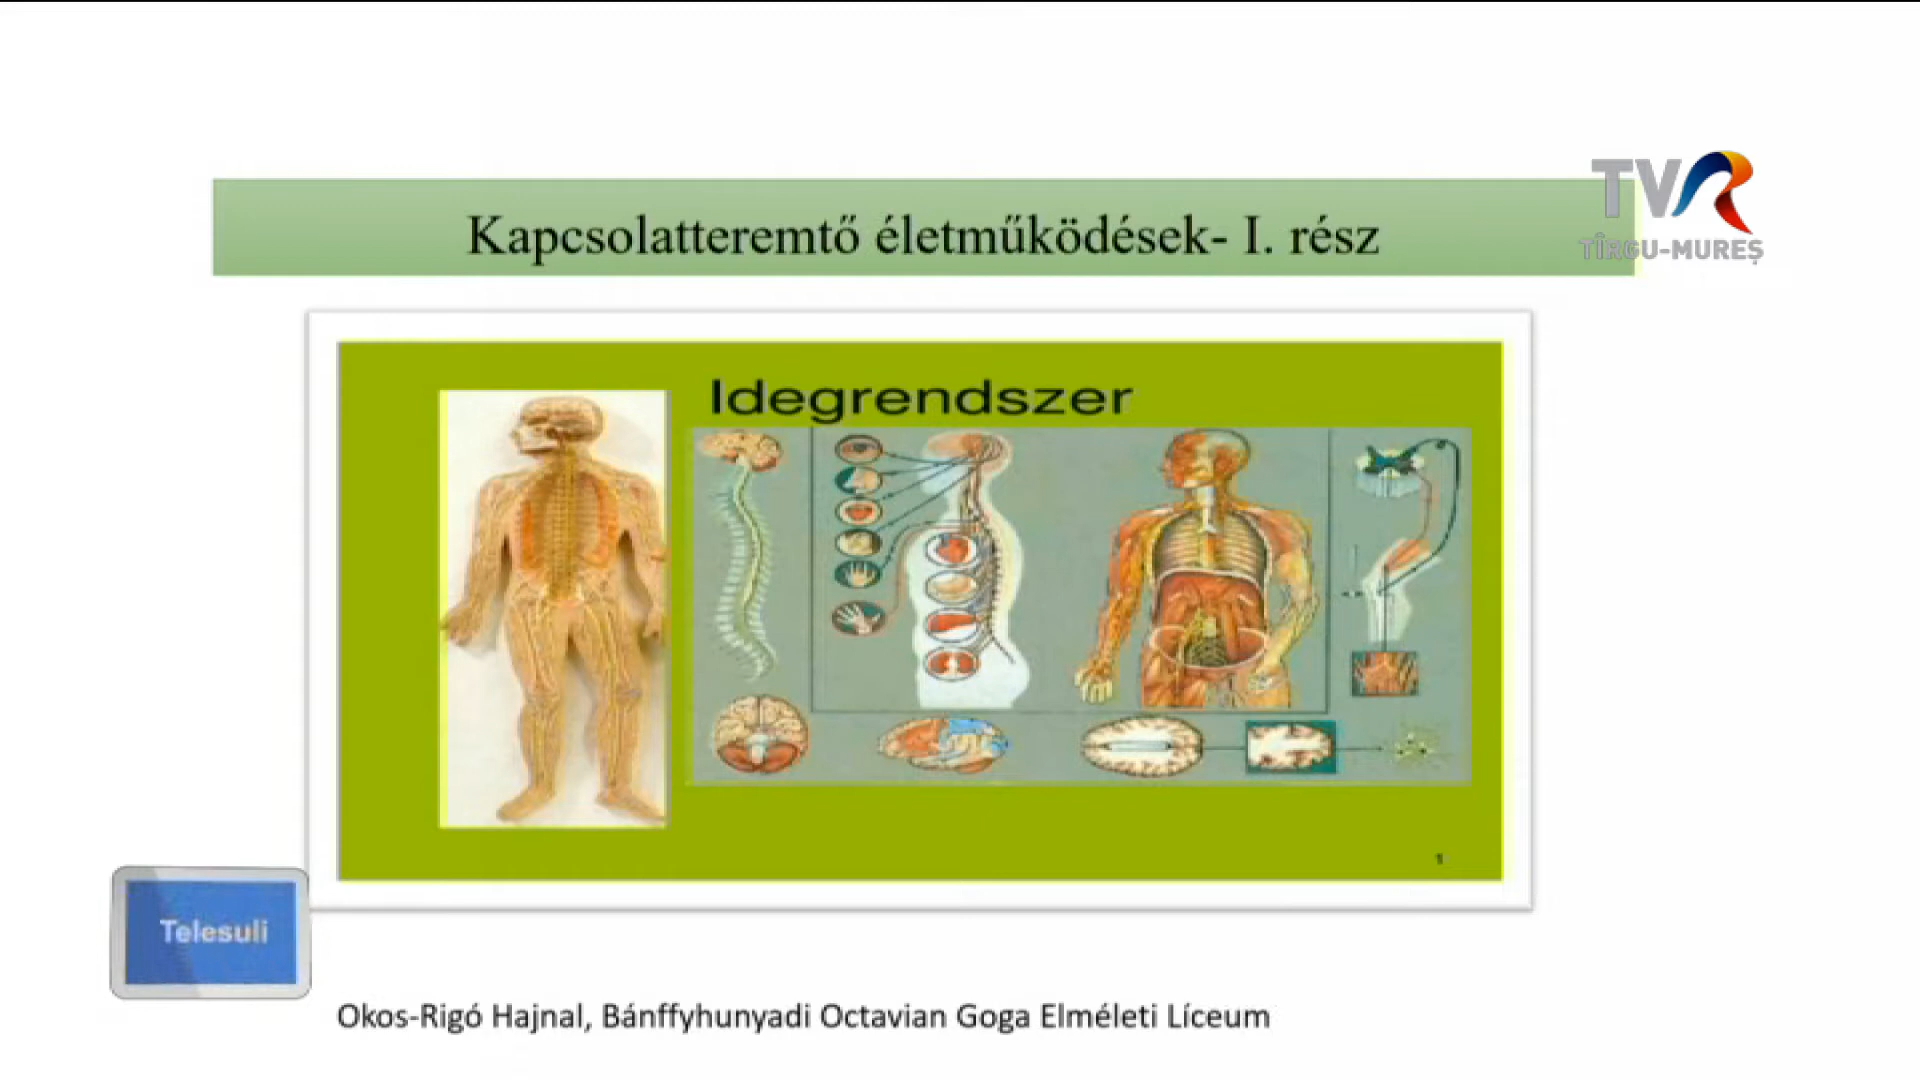 TVR
TÎRGU-MUREȘ
Kapcsolatteremtő életműködések- I. rész
Idegrendszer
1
Telesuli
Okos-Rigó Hajnal, Bánffyhunyadi Octavian Goga Elméleti Líceum